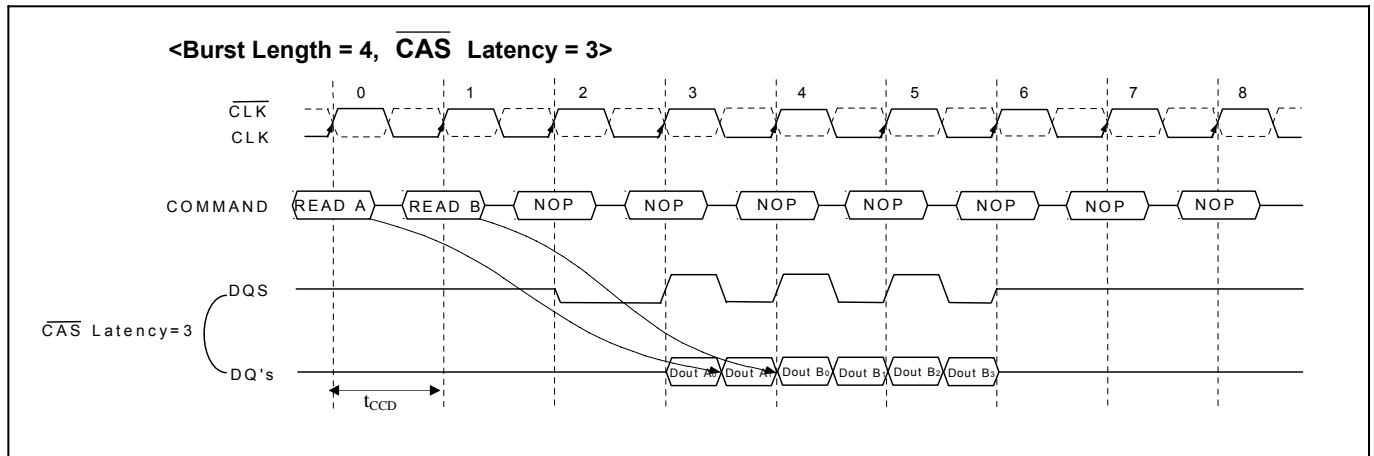 <Burst Length = 4, CAS Latency = 3>
0 1 2 3 4 5 6 7 8
CLK
CLK
COMMAND READ A READ B NOP NOP NOP NOP NOP NOP NOP
DQS
CAS Latency=3
DQ's Dout A0 Dout A1 Dout B0 Dout B1 Dout B2 Dout B3
tCCD